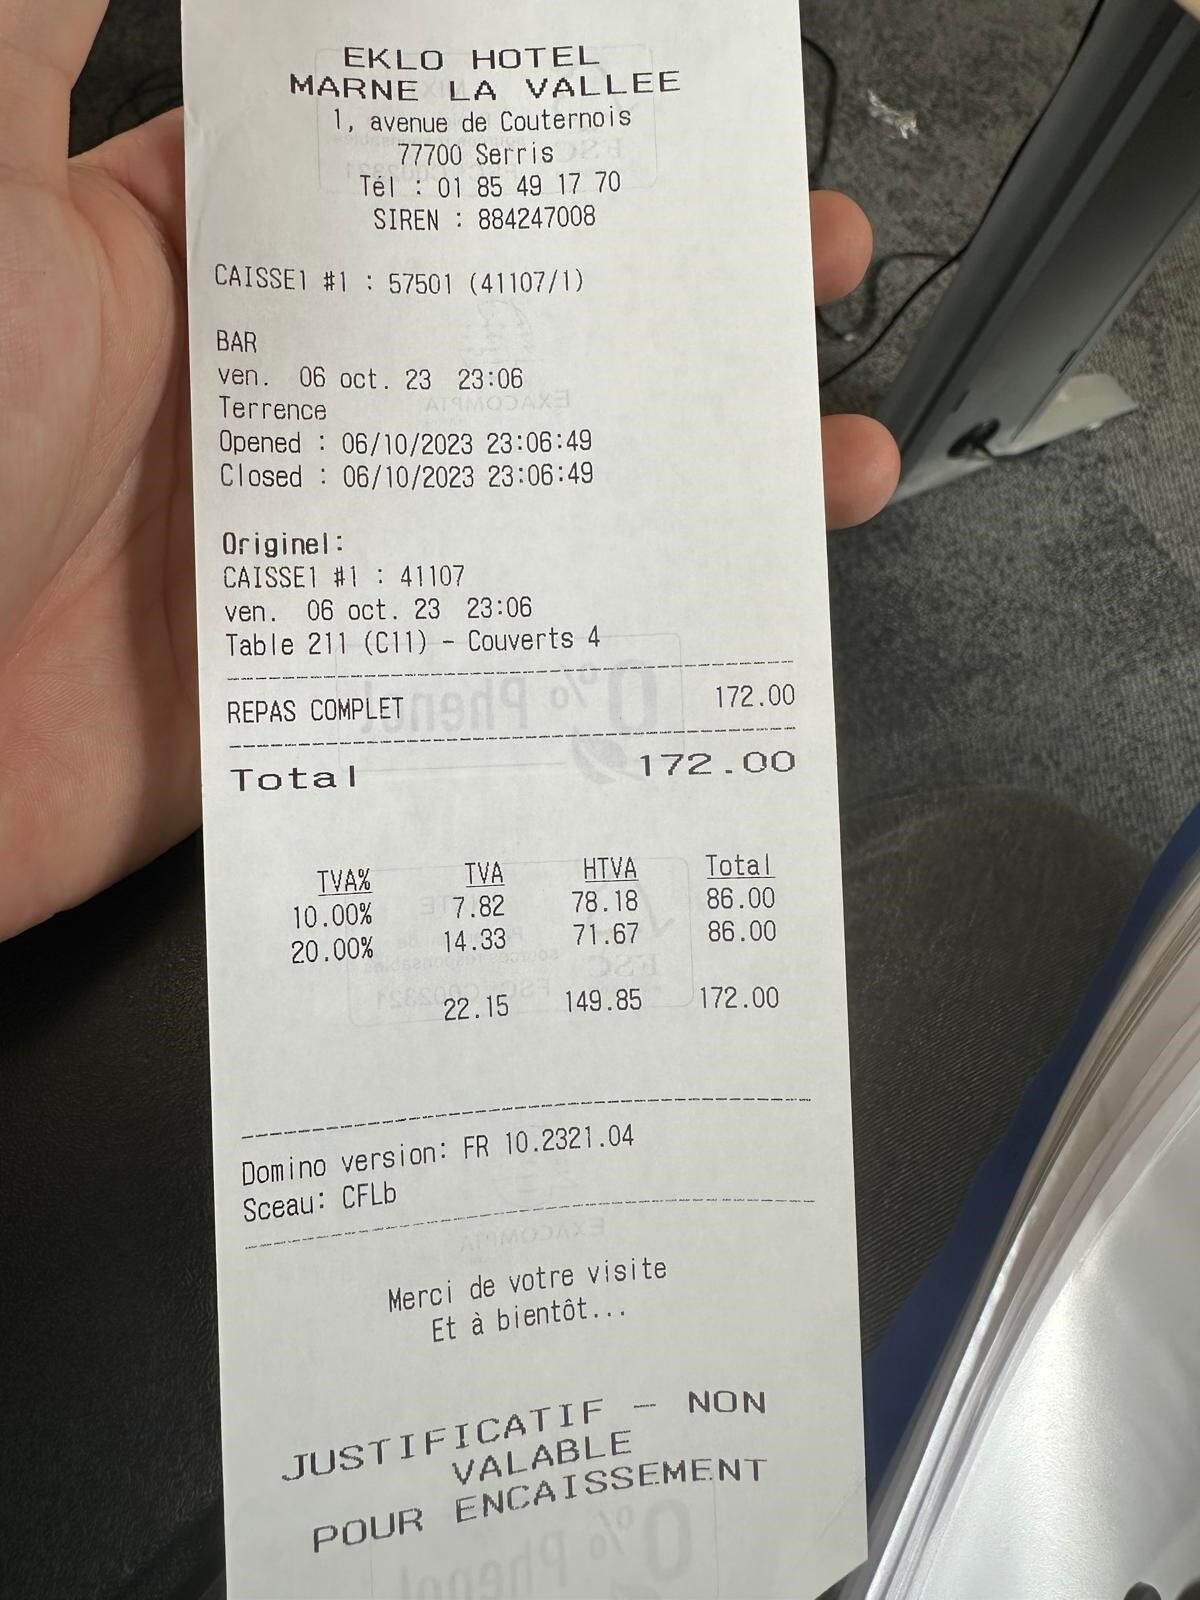 EKLO HOTEL
MARNE LA VALLEE
1, avenue de Couternois
77700 Serris
Tél : 01 85 49 17 70
SIREN : 884247008
CAISSE1 #1 : 57501 (41107/1)
BAR
ven. 06 oct. 23 23:06
Terrence
Opened : 06/10/2023 23:06:49
Closed : 06/10/2023 23:06:49
Originel:
CAISSE1 #1 : 41107
ven. 06 oct. 23 23:06
Table 211 (C11) - Couverts 4
REPAS COMPLET 172.00
Total 172.00
TVA% TVA HTVA Total
10.00% 7.82 78.18 86.00
20.00% 14.33 71.67 86.00
22.15 149.85 172.00
Domino version: FR 10.2321.04
Sceau: CFLb
Merci de votre visite
Et à bientôt...
JUSTIFICATIF - NON
VALABLE
POUR ENCAISSEMENT